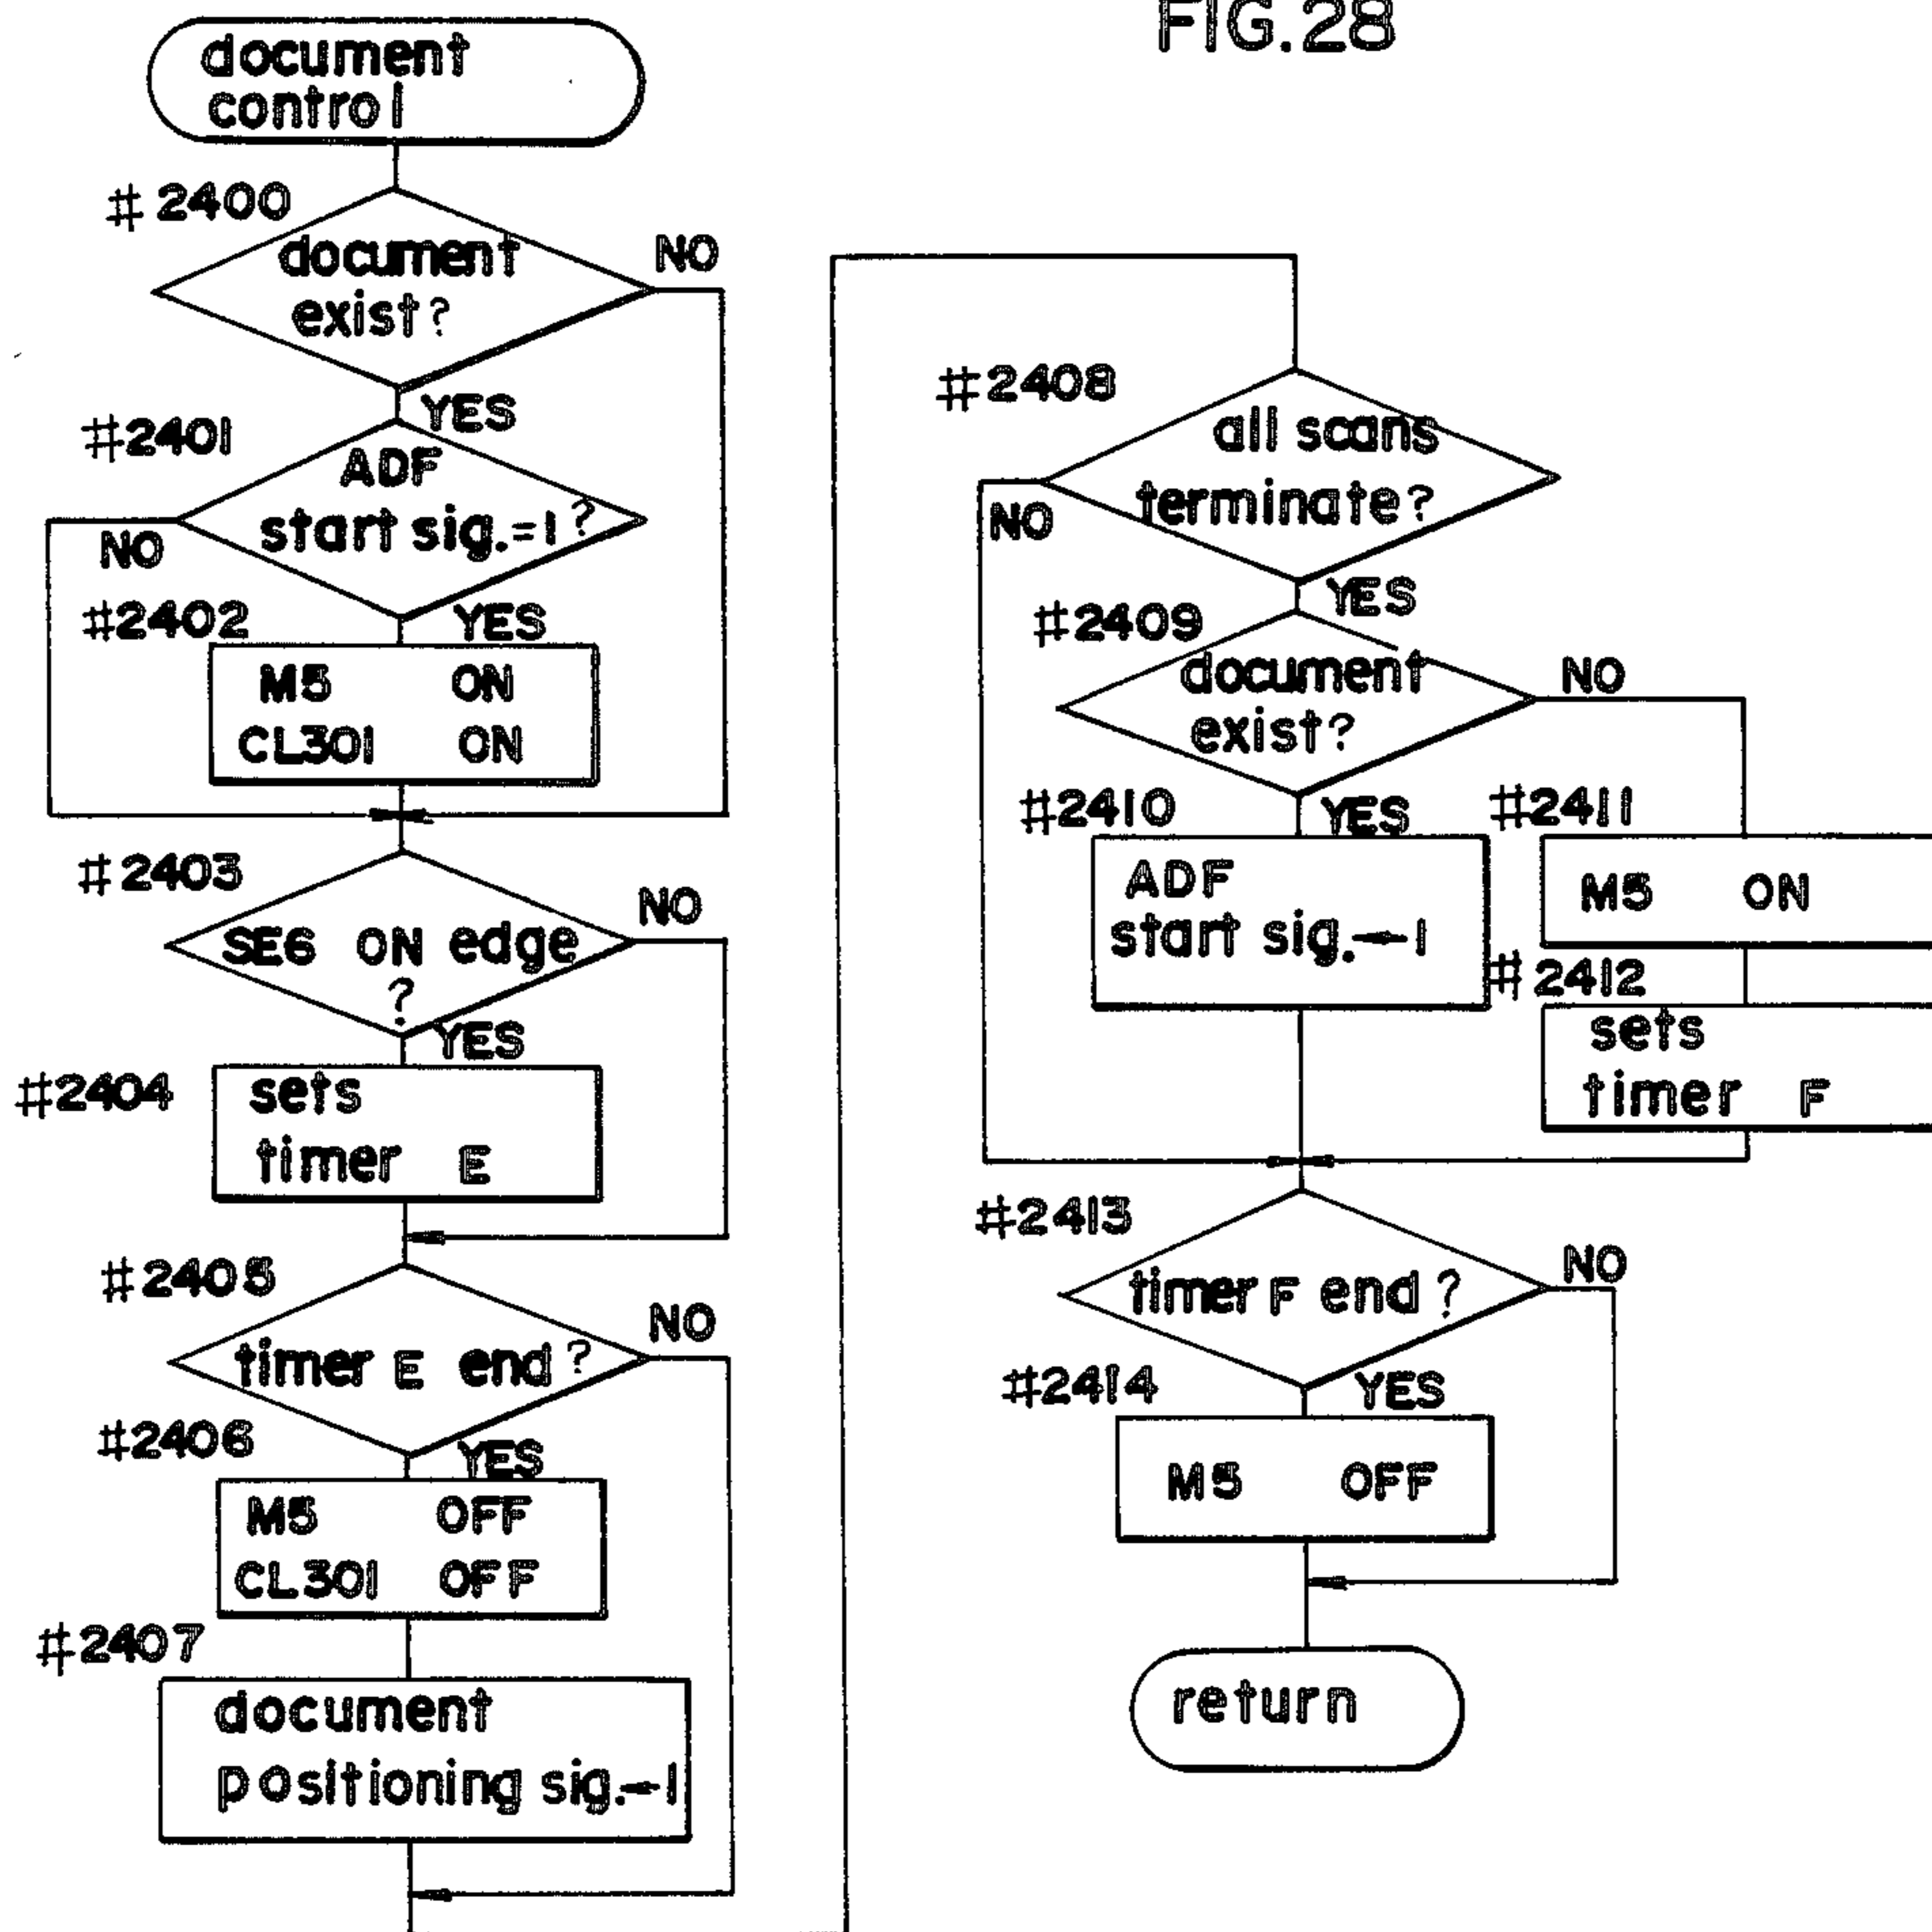 FIG.28
document
control
#2400
document
exist?
NO
YES
#2401
ADF
start sig.=1?
NO
YES
#2402
M5 ON
CL301 ON
#2403
SE6 ON edge
?
NO
YES
#2404
sets
timer E
#2405
timer E end?
NO
YES
#2406
M5 OFF
CL301 OFF
#2407
document
positioning sig.←1
#2408
all scans
terminate?
NO
YES
#2409
document
exist?
NO
YES
#2410
ADF
start sig.←1
#2411
M5 ON
#2412
sets
timer F
#2413
timer F end?
NO
YES
#2414
M5 OFF
return